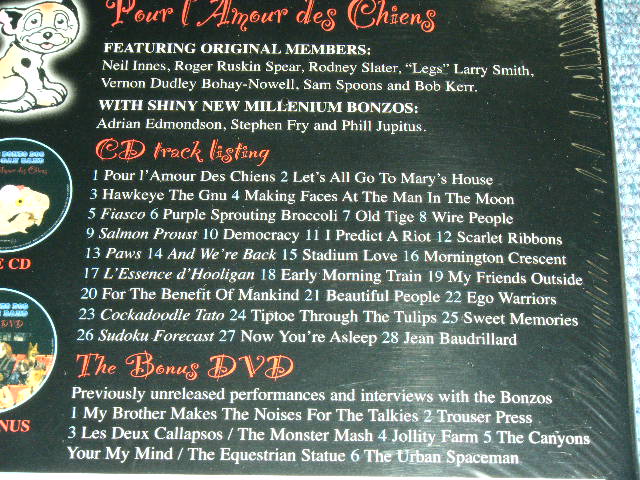 Pour l'Amour des Chiens
FEATURING ORIGINAL MEMBERS:
Neil Innes, Roger Ruskin Spear, Rodney Slater, "Legs" Larry Smith,
Vernon Dudley Bohay-Nowell, Sam Spoons and Bob Kerr.
WITH SHINY NEW MILLENIUM BONZOS:
Adrian Edmondson, Stephen Fry and Phill Jupitus.
CD track listing
1 Pour l'Amour Des Chiens 2 Let's All Go To Mary's House
3 Hawkeye The Gnu 4 Making Faces At The Man In The Moon
5 Fiasco 6 Purple Sprouting Broccoli 7 Old Tige 8 Wire People
9 Salmon Proust 10 Democracy 11 I Predict A Riot 12 Scarlet Ribbons
13 Paws 14 And We're Back 15 Stadium Love 16 Mornington Crescent
17 L'Essence d'Hooligan 18 Early Morning Train 19 My Friends Outside
20 For The Benefit Of Mankind 21 Beautiful People 22 Ego Warriors
23 Cockadoodle Tato 24 Tiptoe Through The Tulips 25 Sweet Memories
26 Sudoku Forecast 27 Now You're Asleep 28 Jean Baudrillard
E CD
The Bonus DVD
Previously unreleased performances and interviews with the Bonzos
1 My Brother Makes The Noises For The Talkies 2 Trouser Press
3 Les Deux Callapsos / The Monster Mash 4 Jollity Farm 5 The Canyons
Your My Mind / The Equestrian Statue 6 The Urban Spaceman
NUS